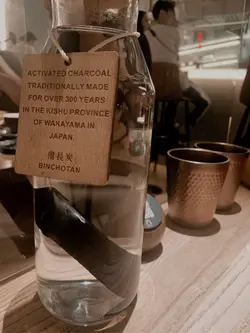 ACTIVATED CHARCOAL
TRADITIONALLY MADE
FOR OVER 300 YEARS
IN THE KISHU PROVINCE
OF WAKAYAMA IN
JAPAN.
備長炭
BINCHOTAN